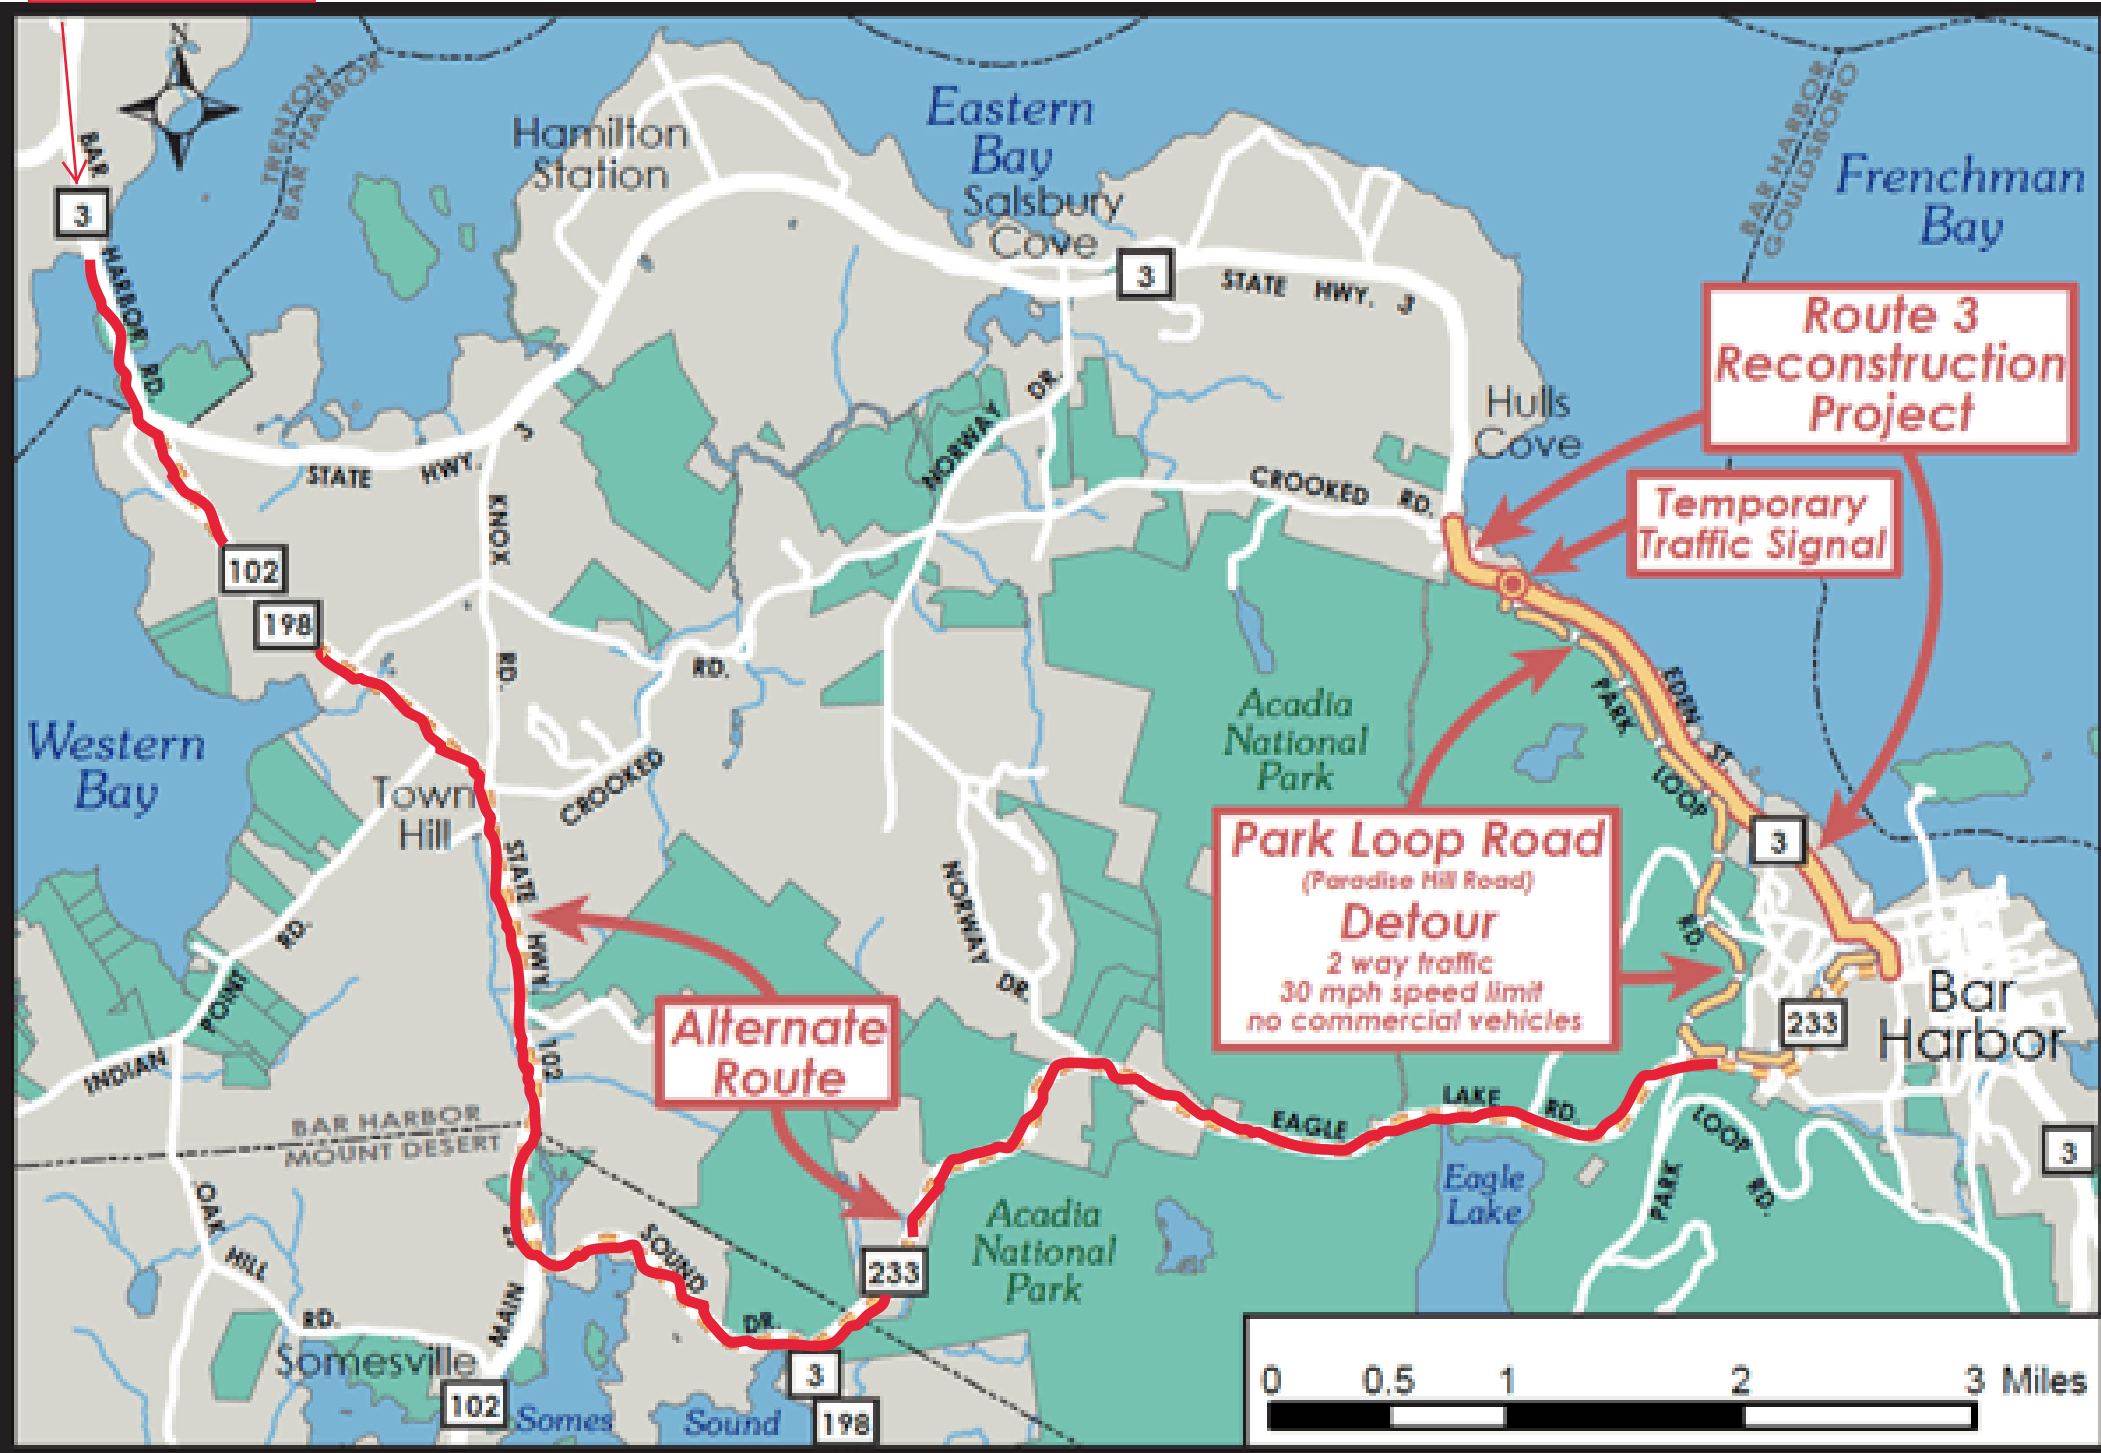 N
BAR
3
HARBOR
RD.
TRENTON
BAR HARBOR
Hamilton
Station
Eastern
Bay
Salsbury
Cove
3
STATE HWY. 3
BAR HARBOR
GOULDSBORO
Frenchman
Bay
Route 3
Reconstruction
Project
Hulls
Cove
Temporary
Traffic Signal
STATE HWY. 3
NORWAY DR.
CROOKED RD.
102
198
KNOX
RD.
RD.
CROOKED
Western
Bay
Town
Hill
Acadia
National
Park
EDEN ST.
PARK
LOOP
RD.
3
Park Loop Road
(Paradise Hill Road)
Detour
2 way traffic
30 mph speed limit
no commercial vehicles
STATE
HWY.
102
NORWAY
DR.
Alternate
Route
INDIAN
POINT
RD.
233
Bar
Harbor
BAR HARBOR
MOUNT DESERT
EAGLE
LAKE
RD.
LOOP
RD.
PARK
3
Eagle
Lake
OAK
HILL
RD.
SOUND
DR.
233
Acadia
National
Park
MAIN
Somesville
102
3
198
Somes
Sound
0 0.5 1 2 3 Miles